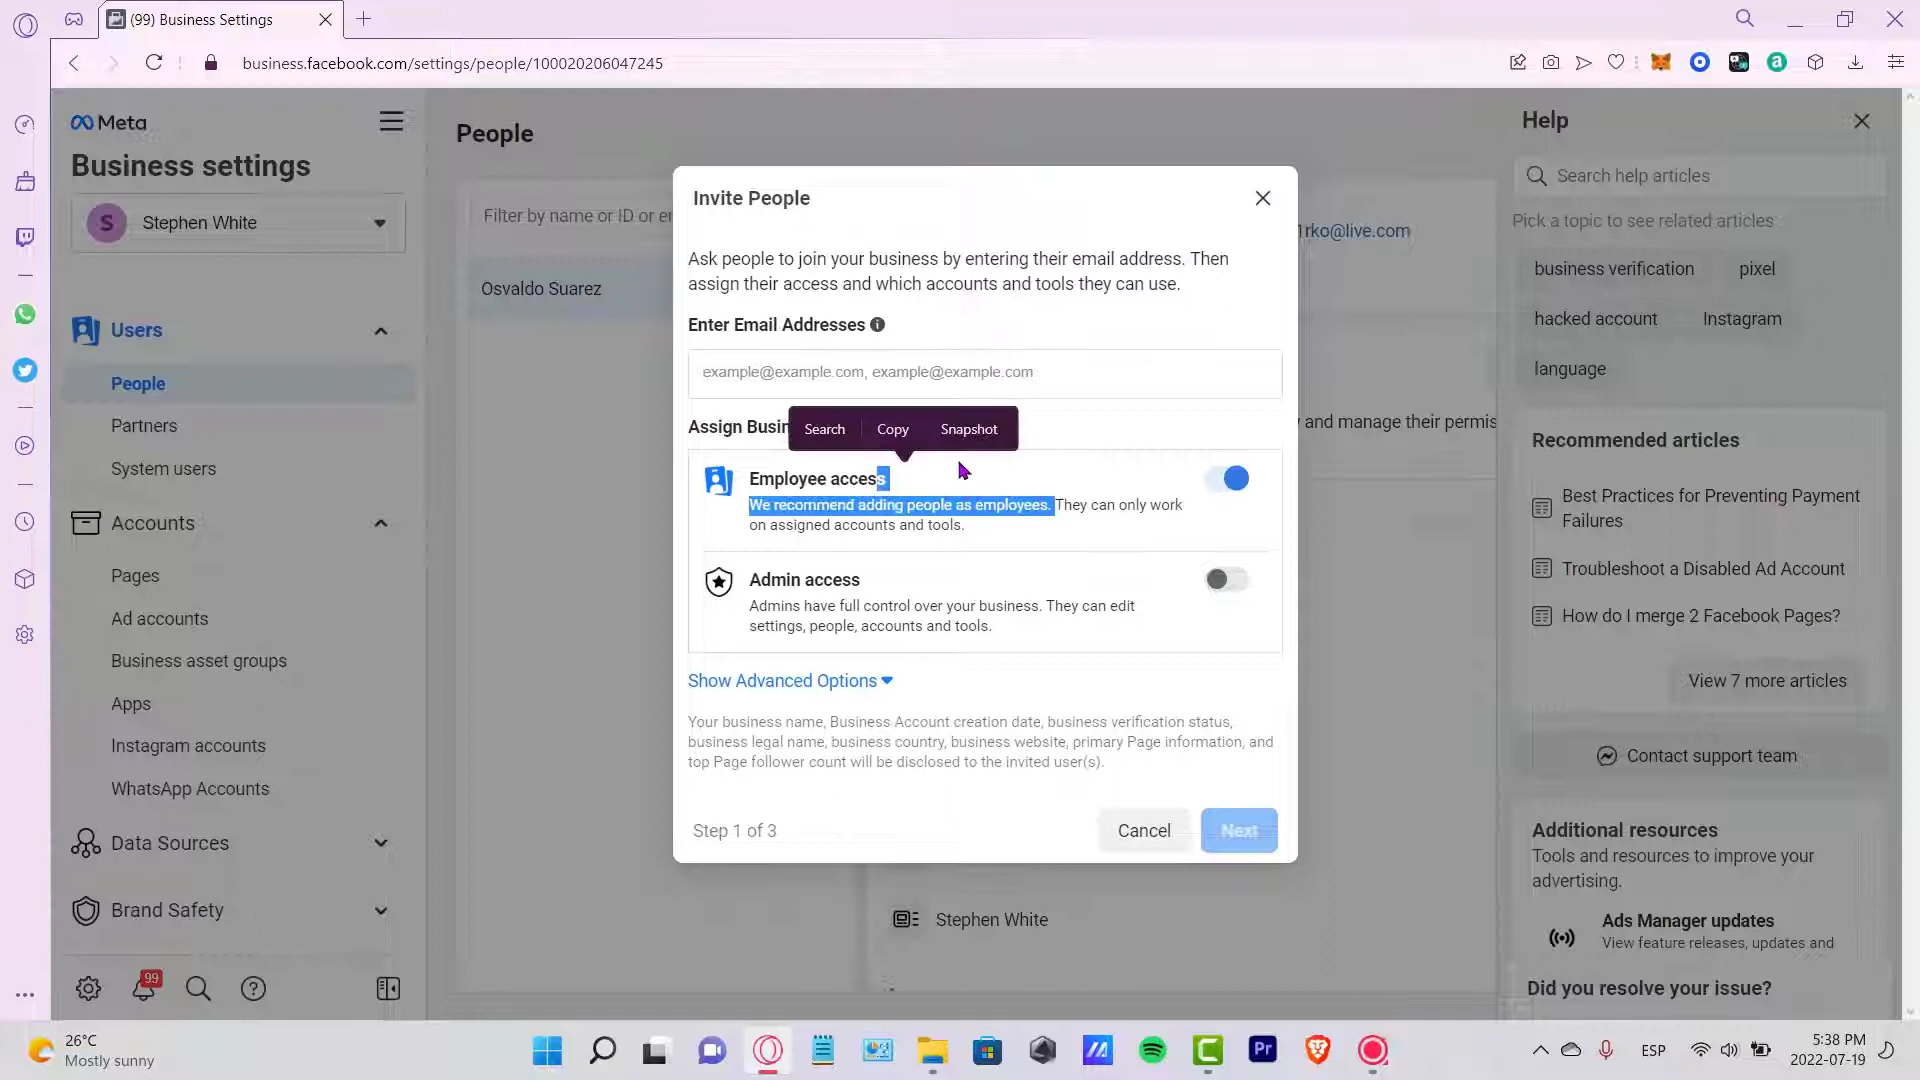 (99) Business Settings
business.facebook.com/settings/people/100020206047245
Meta
Business settings
S
Stephen White
Users
People
Partners
System users
Accounts
Pages
Ad accounts
Business asset groups
Apps
Instagram accounts
WhatsApp Accounts
Data Sources
Brand Safety
99
People
Filter by name or ID or er
Osvaldo Suarez
1rko@live.com
y and manage their permis
Stephen White
Invite People
Ask people to join your business by entering their email address. Then
assign their access and which accounts and tools they can use.
Enter Email Addresses
example@example.com, example@example.com
Assign Busin
Search
Copy
Snapshot
Employee access
We recommend adding people as employees. They can only work
on assigned accounts and tools.
Admin access
Admins have full control over your business. They can edit
settings, people, accounts and tools.
Show Advanced Options
Your business name, Business Account creation date, business verification status,
business legal name, business country, business website, primary Page information, and
top Page follower count will be disclosed to the invited user(s).
Step 1 of 3
Cancel
Next
Help
Search help articles
Pick a topic to see related articles
business verification
pixel
hacked account
Instagram
language
Recommended articles
Best Practices for Preventing Payment
Failures
Troubleshoot a Disabled Ad Account
How do I merge 2 Facebook Pages?
View 7 more articles
Contact support team
Additional resources
Tools and resources to improve your
advertising.
Ads Manager updates
View feature releases, updates and
Did you resolve your issue?
26°C
Mostly sunny
Pr
ESP
5:38 PM
2022-07-19